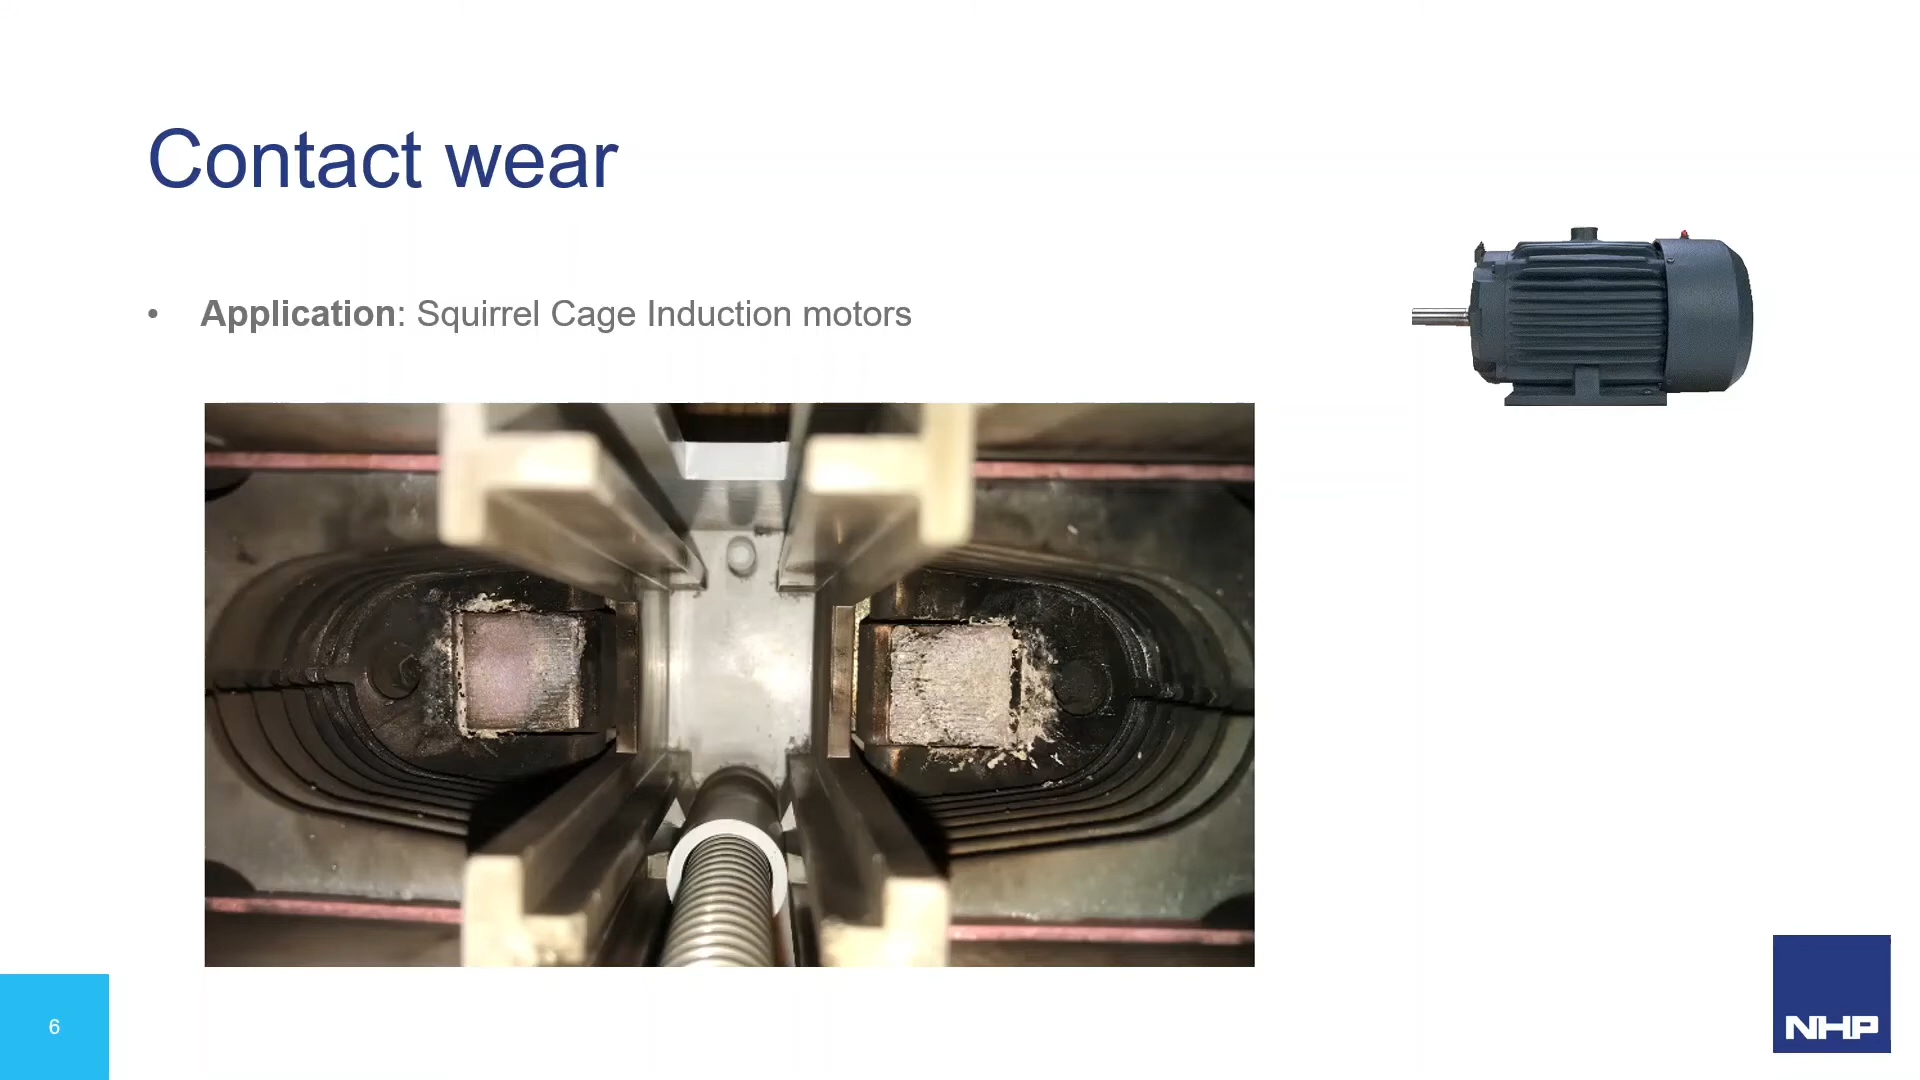 Contact wear
• Application: Squirrel Cage Induction motors
6
NHP